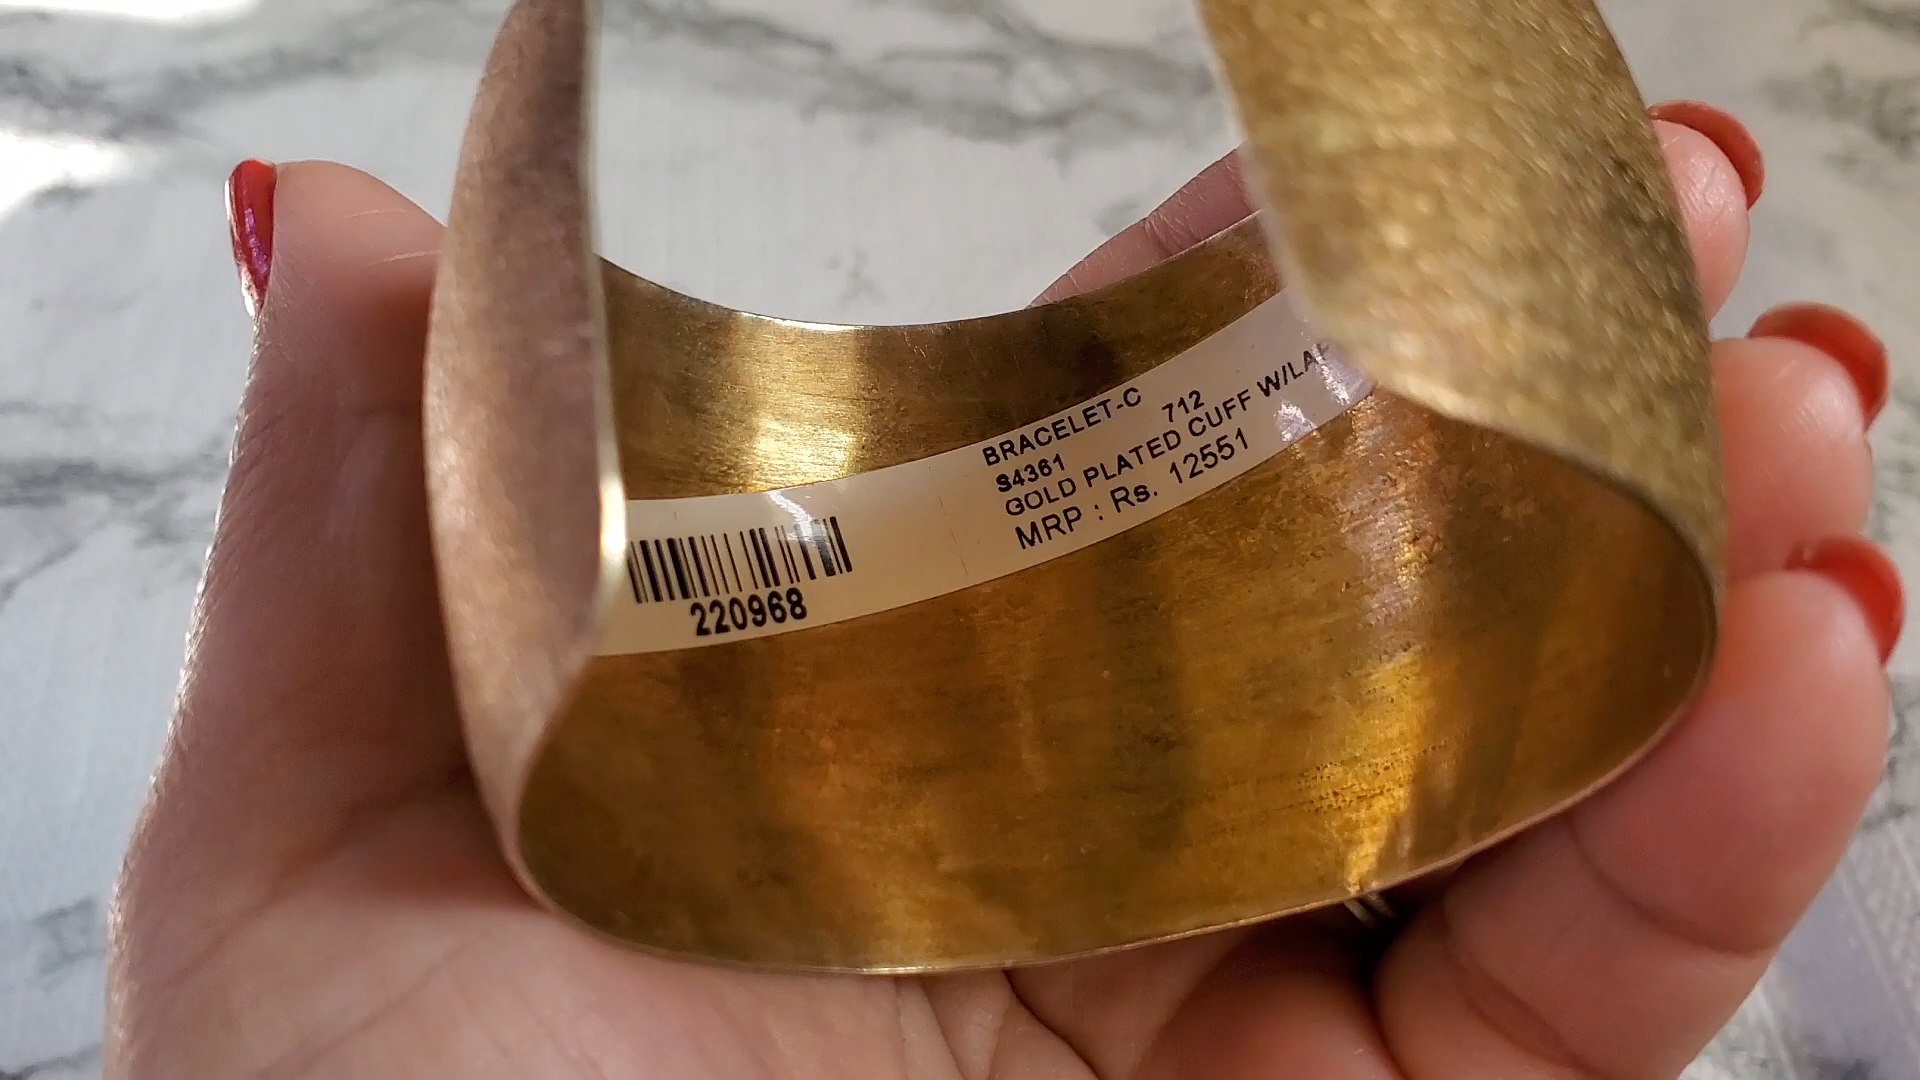 BRACELET-C
S4361 712
GOLD PLATED CUFF
MRP : Rs. 12551
220968